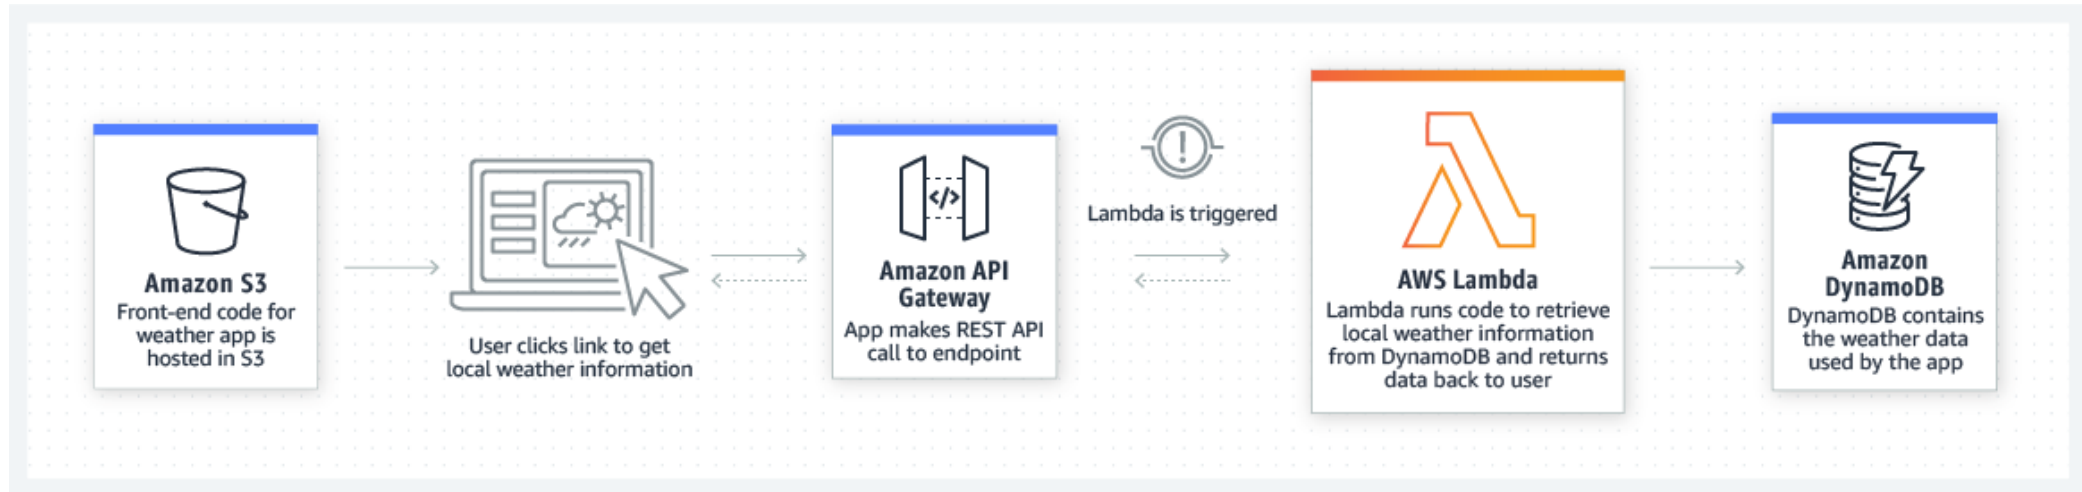 Amazon S3
Front-end code for
weather app is
hosted in S3
User clicks link to get
local weather information
</>
Amazon API
Gateway
App makes REST API
call to endpoint
!
Lambda is triggered
AWS Lambda
Lambda runs code to retrieve
local weather information
from DynamoDB and returns
data back to user
Amazon
DynamoDB
DynamoDB contains
the weather data
used by the app